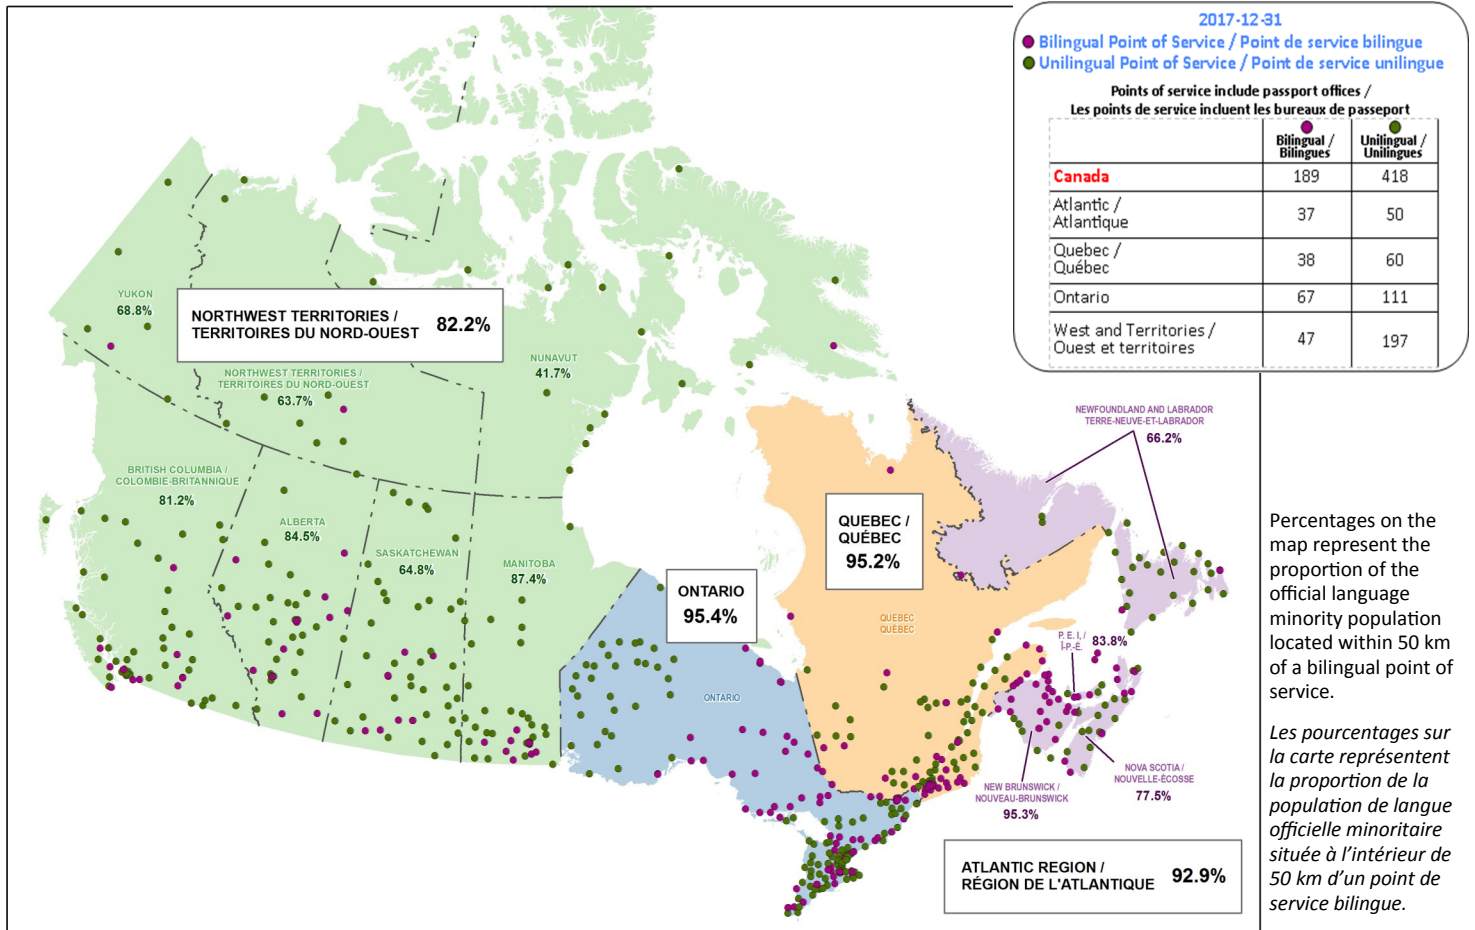 2017-12-31
Bilingual Point of Service / Point de service bilingue
Unilingual Point of Service / Point de service unilingue
Points of service include passport offices /
Les points de service incluent les bureaux de passeport
Bilingual / Bilingues
Unilingual / Unilingues
Canada 189 418
Atlantic / Atlantique 37 50
Quebec / Québec 38 60
Ontario 67 111
West and Territories / Ouest et territoires 47 197
YUKON
68.8%
NORTHWEST TERRITORIES /
TERRITOIRES DU NORD-OUEST 82.2%
NORTHWEST TERRITORIES /
TERRITOIRES DU NORD-OUEST
63.7%
NUNAVUT
41.7%
BRITISH COLUMBIA /
COLOMBIE-BRITANNIQUE
81.2%
ALBERTA
84.5%
SASKATCHEWAN
64.8%
MANITOBA
87.4%
ONTARIO
95.4%
ONTARIO
QUEBEC /
QUÉBEC
95.2%
QUEBEC
QUÉBEC
NEWFOUNDLAND AND LABRADOR
TERRE-NEUVE-ET-LABRADOR
66.2%
P. E. I, /
Î-P.-É.
83.8%
NOVA SCOTIA /
NOUVELLE-ÉCOSSE
77.5%
NEW BRUNSWICK /
NOUVEAU-BRUNSWICK
95.3%
ATLANTIC REGION /
RÉGION DE L'ATLANTIQUE 92.9%
Percentages on the
map represent the
proportion of the
official language
minority population
located within 50 km
of a bilingual point of
service.
Les pourcentages sur
la carte représentent
la proportion de la
population de langue
officielle minoritaire
située à l'intérieur de
50 km d'un point de
service bilingue.